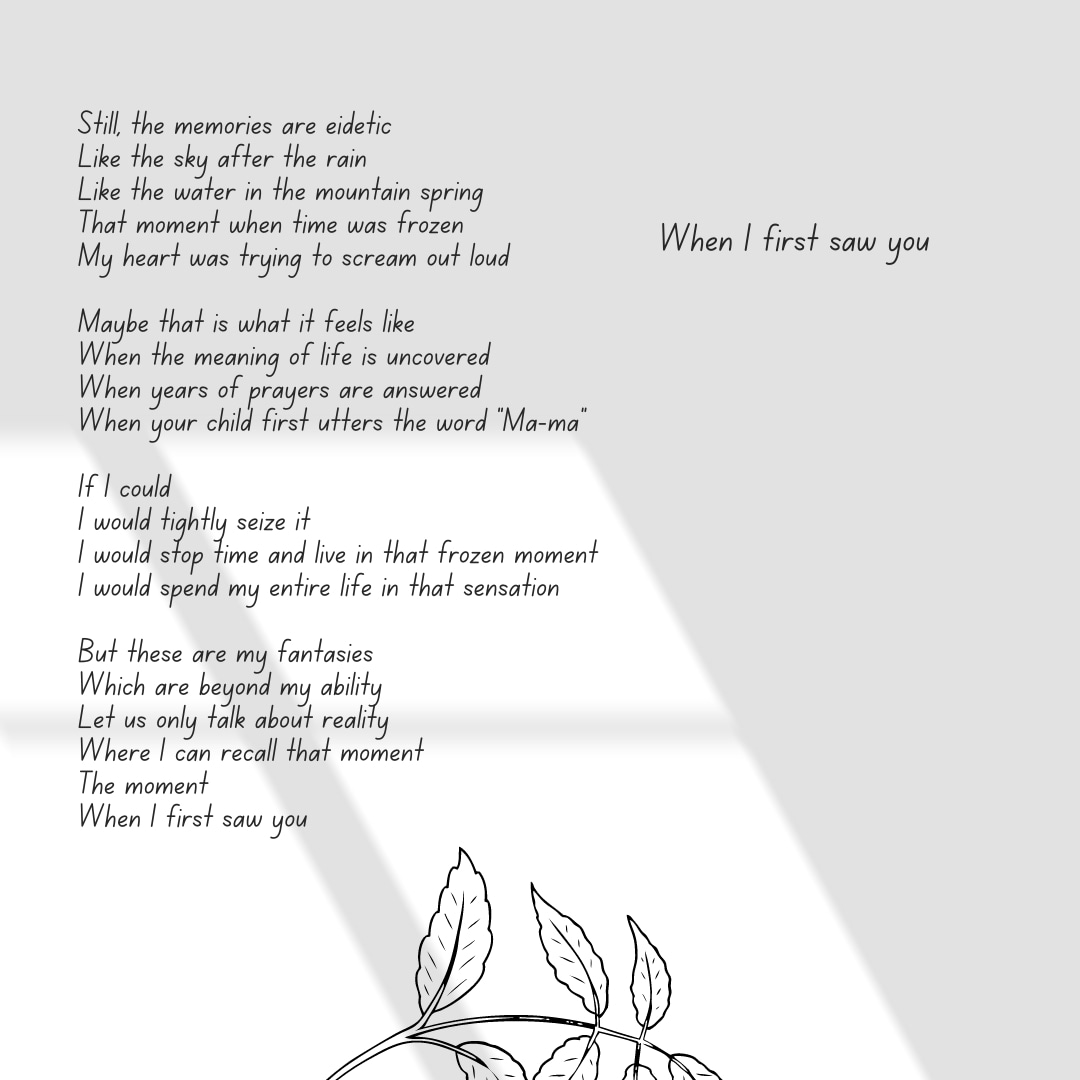 When I first saw you
Still, the memories are eidetic
Like the sky after the rain
Like the water in the mountain spring
That moment when time was frozen
My heart was trying to scream out loud
Maybe that is what it feels like
When the meaning of life is uncovered
When years of prayers are answered
When your child first utters the word "Ma-ma"
If I could
I would tightly seize it
I would stop time and live in that frozen moment
I would spend my entire life in that sensation
But these are my fantasies
Which are beyond my ability
Let us only talk about reality
Where I can recall that moment
The moment
When I first saw you